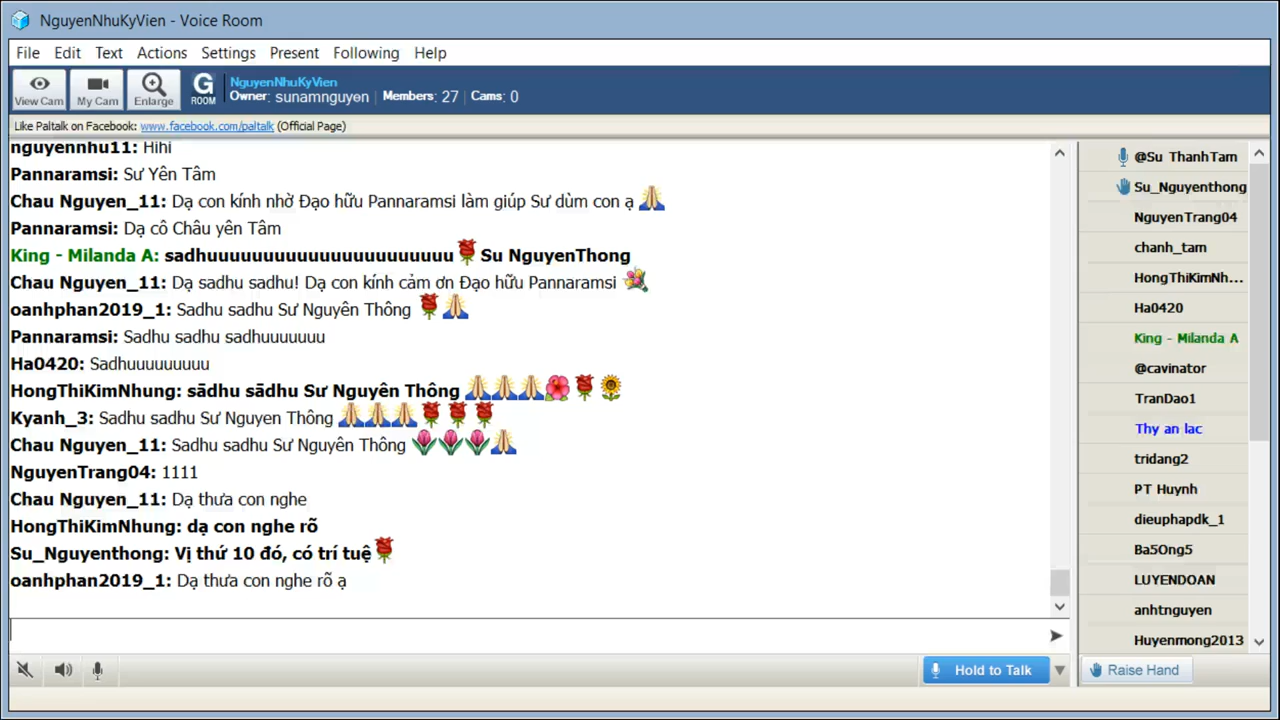 NguyenNhuKyVien - Voice Room
File Edit Text Actions Settings Present Following Help
View Cam My Cam Enlarge G ROOM
NguyenNhuKyVien
Owner: sunamnguyen | Members: 27 | Cams: 0
Like Paltalk on Facebook: www.facebook.com/paltalk (Official Page)
nguyennhu11: Hihi
Pannaramsi: Sư Yên Tâm
Chau Nguyen_11: Dạ con kính nhờ Đạo hữu Pannaramsi làm giúp Sư dùm con ạ 🙏
Pannaramsi: Dạ cô Châu yên Tâm
King - Milanda A: sadhuuuuuuuuuuuuuuuuuuuuuu🌹Su NguyenThong
Chau Nguyen_11: Dạ sadhu sadhu! Dạ con kính cảm ơn Đạo hữu Pannaramsi 💐
oanhphan2019_1: Sadhu sadhu Sư Nguyên Thông 🌹🙏
Pannaramsi: Sadhu sadhu sadhuuuuuuu
Ha0420: Sadhuuuuuuuuu
HongThiKimNhung: sādhu sādhu Sư Nguyên Thông 🙏🙏🙏🌺🌹🌻
Kyanh_3: Sadhu sadhu Sư Nguyen Thông 🙏🙏🙏🌹🌹🌹
Chau Nguyen_11: Sadhu sadhu Sư Nguyên Thông 🌷🌷🌷🙏
NguyenTrang04: 1111
Chau Nguyen_11: Dạ thưa con nghe
HongThiKimNhung: dạ con nghe rõ
Su_Nguyenthong: Vị thứ 10 đó, có trí tuệ🌹
oanhphan2019_1: Dạ thưa con nghe rõ ạ
Hold to Talk
@Su ThanhTam
Su_Nguyenthong
NguyenTrang04
chanh_tam
HongThiKimNh...
Ha0420
King - Milanda A
@cavinator
TranDao1
Thy an lac
tridang2
PT Huynh
dieuphapdk_1
Ba5Ong5
LUYENDOAN
anhtnguyen
Huyenmong2013
Raise Hand